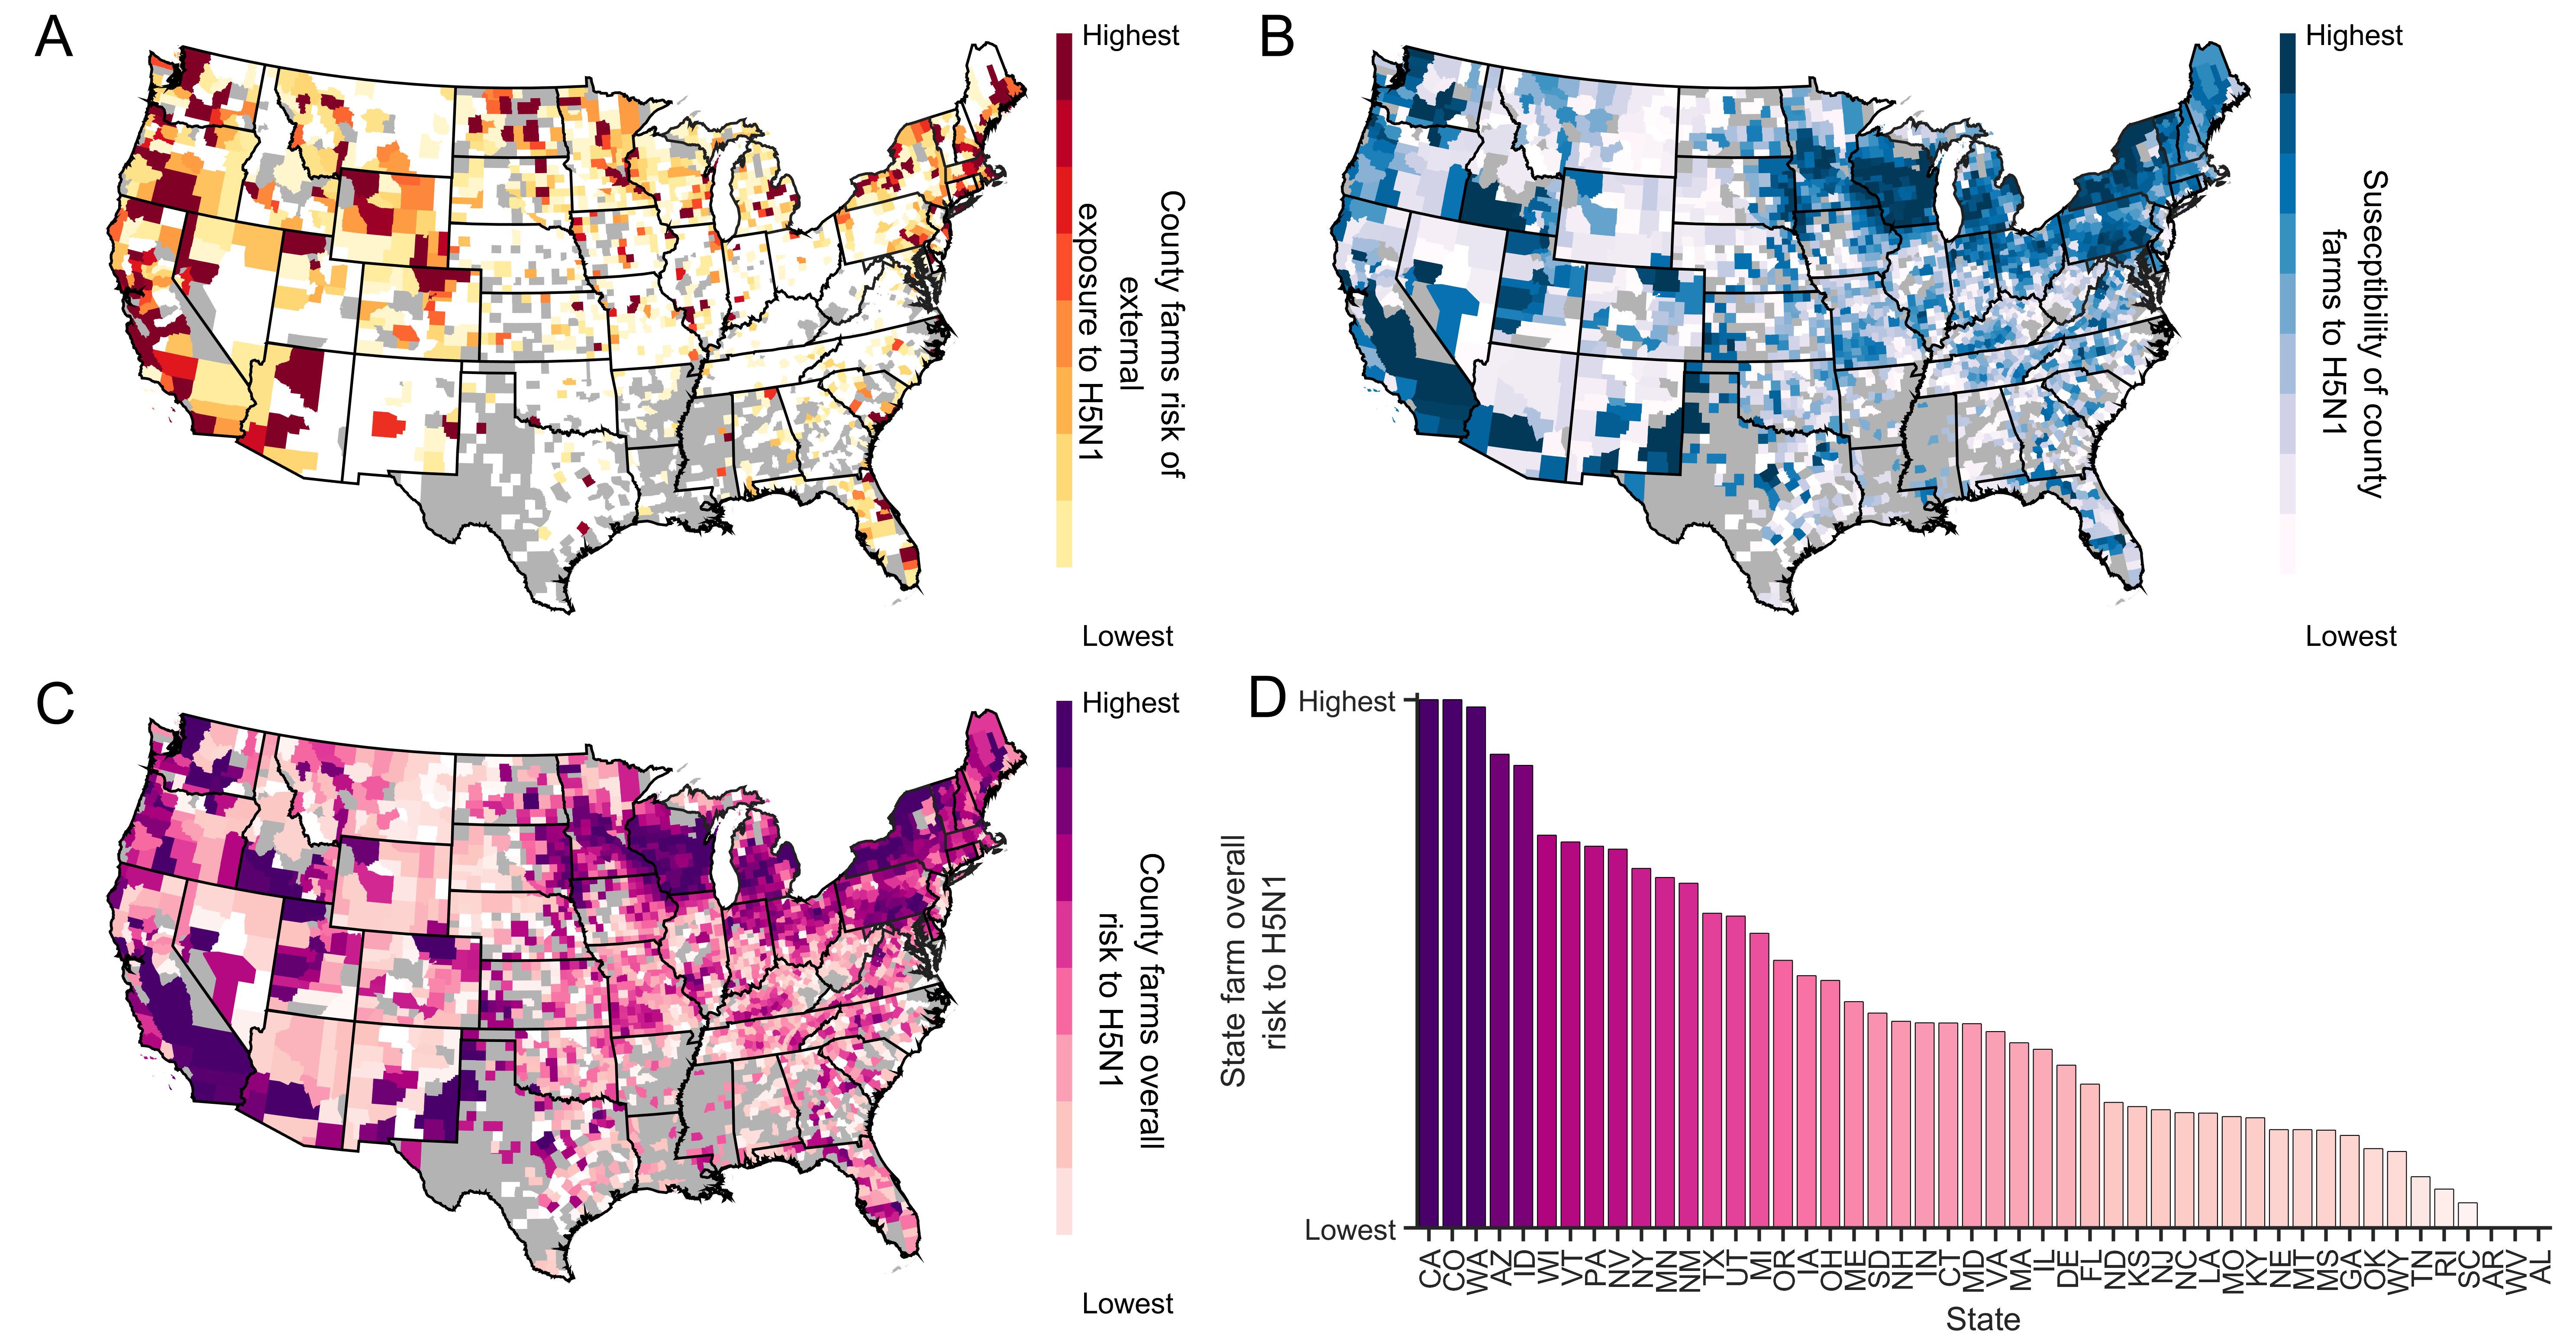 A
Highest
County farms risk of
external
exposure to H5N1
Lowest
B
Highest
Susecptibility of county
farms to H5N1
Lowest
C
Highest
County farms overall
risk to H5N1
Lowest
D
Highest
State farm overall
risk to H5N1
Lowest
CA CO WA AZ ID WI VT PA NV NY MN NM TX UT MI OR IA OH ME SD NH IN CT MD VA MA IL DE FL ND KS NJ NC LA MO KY NE MT MS GA OK WY TN RI SC AR WV AL
State